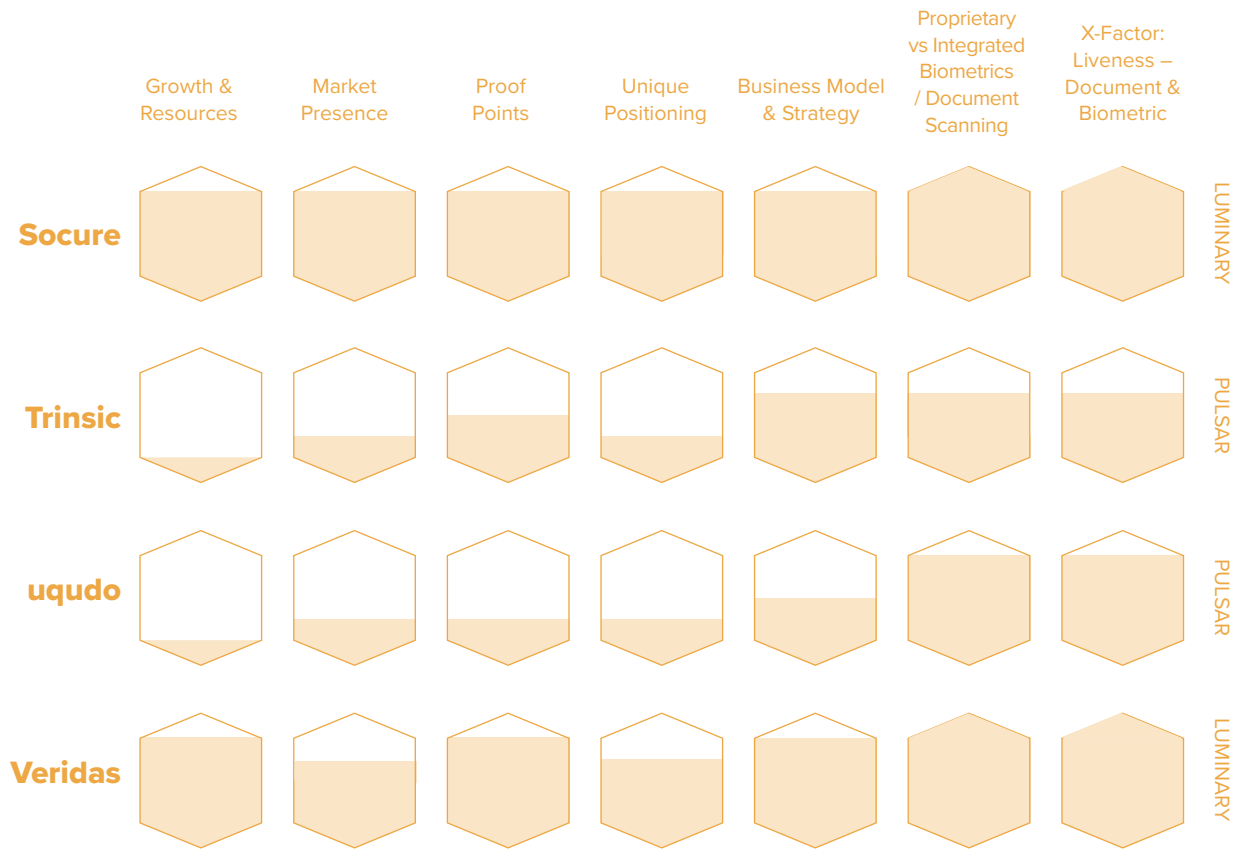 Growth &
Resources
Market
Presence
Proof
Points
Unique
Positioning
Business Model
& Strategy
Proprietary
vs Integrated
Biometrics
/ Document
Scanning
X-Factor:
Liveness –
Document &
Biometric
Socure
LUMINARY
Trinsic
PULSAR
uqudo
PULSAR
Veridas
LUMINARY